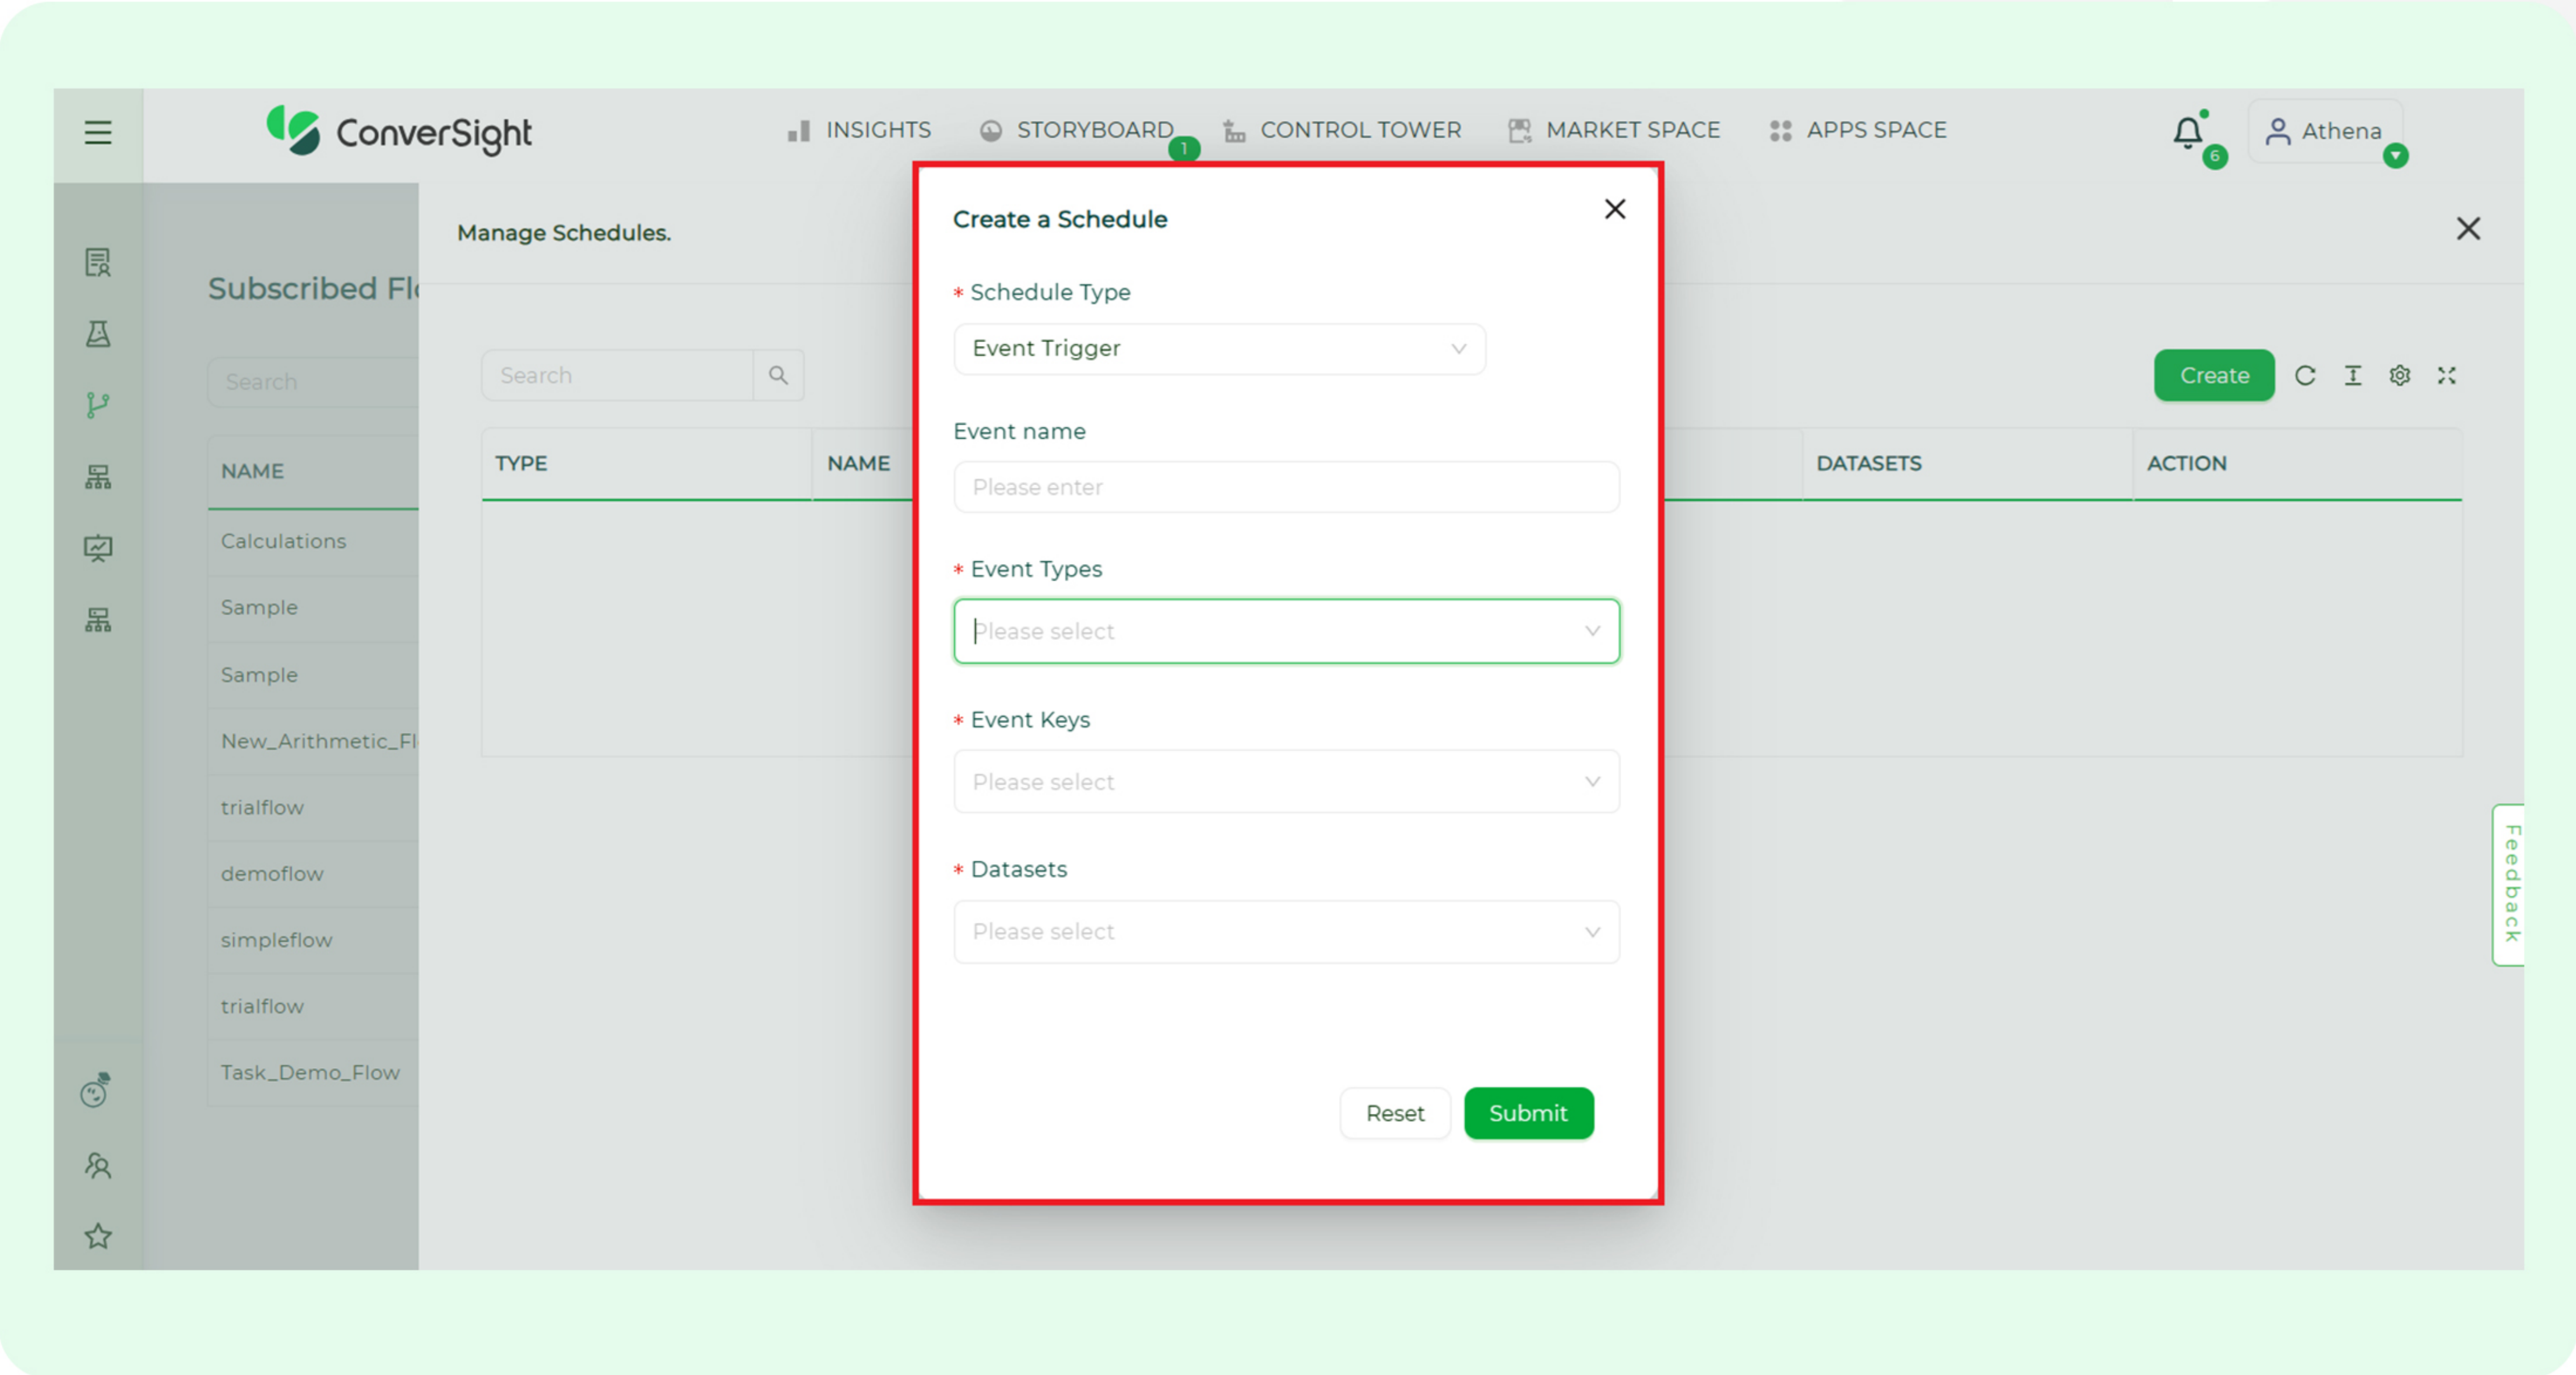 ConverSight
INSIGHTS
STORYBOARD
1
CONTROL TOWER
MARKET SPACE
APPS SPACE
6
Athena
Subscribed Fl
Search
NAME
Calculations
Sample
Sample
New_Arithmetic_Fl
trialflow
demoflow
simpleflow
trialflow
Task_Demo_Flow
Manage Schedules.
Search
Create
TYPE
NAME
DATASETS
ACTION
Create a Schedule
* Schedule Type
Event Trigger
Event name
Please enter
* Event Types
Please select
* Event Keys
Please select
* Datasets
Please select
Reset
Submit
Feedback